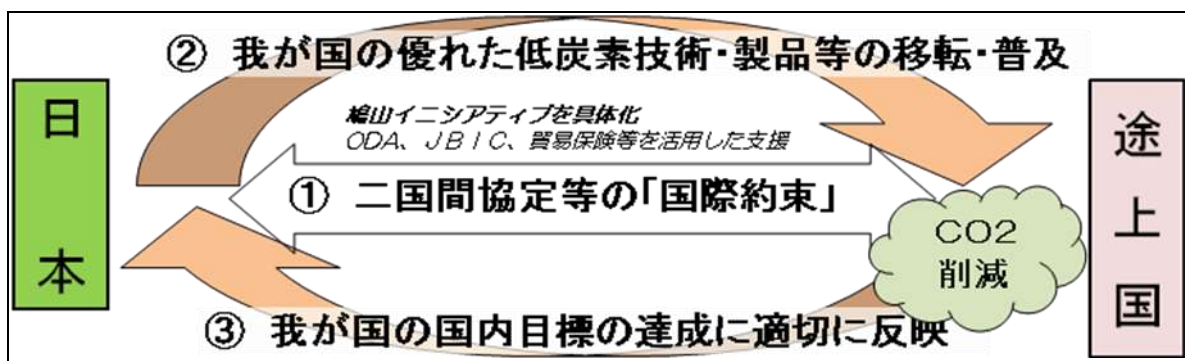 ② 我が国の優れた低炭素技術・製品等の移転・普及
日本
鳩山イニシアティブを具体化
ODA、JBIC、貿易保険等を活用した支援
① 二国間協定等の「国際約束」
CO2
削減
途上国
③ 我が国の国内目標の達成に適切に反映